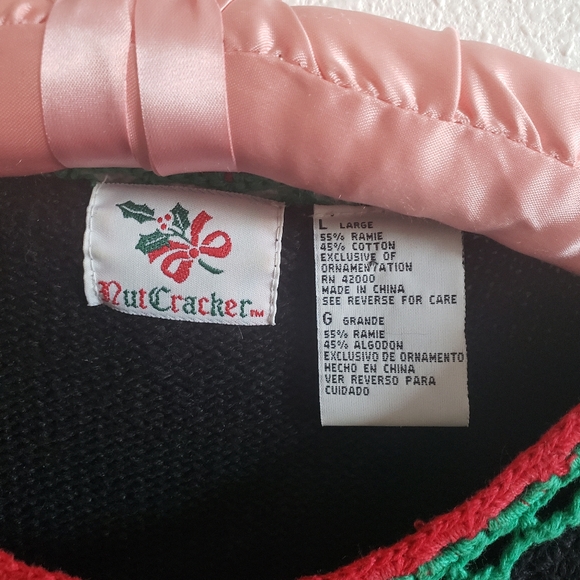 NutCracker™
L LARGE
55% RAMIE
45% COTTON
EXCLUSIVE OF
ORNAMENTATION
RN 42000
MADE IN CHINA
SEE REVERSE FOR CARE
G GRANDE
55% RAMIE
45% ALGODON
EXCLUSIVO DE ORNAMENTO
HECHO EN CHINA
VER REVERSO PARA
CUIDADO